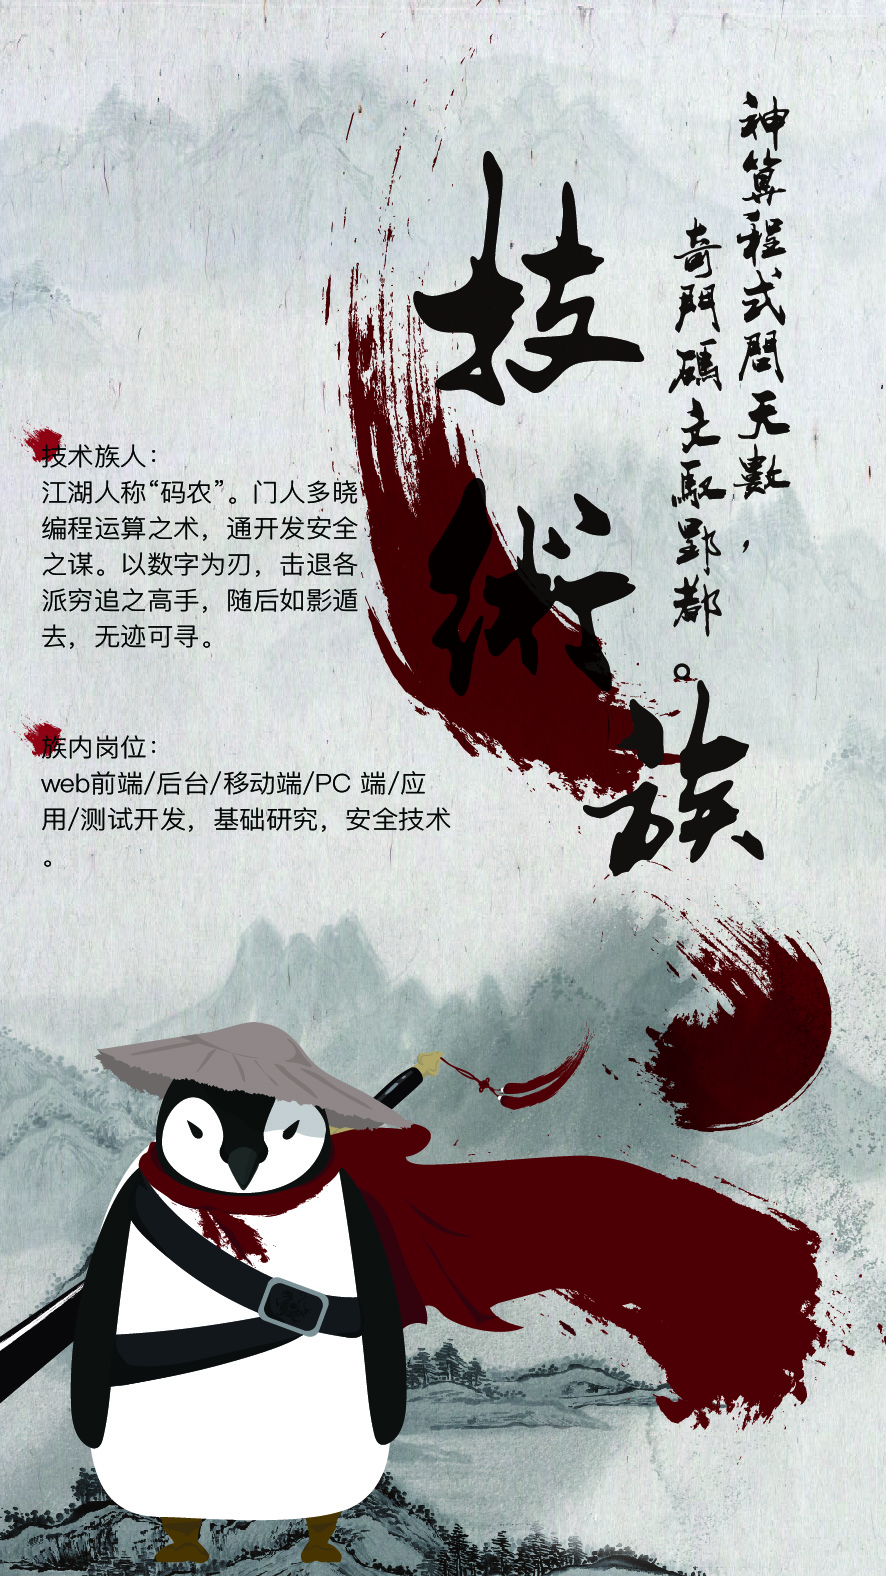 神算程式問天數，
奇門碼文馭郢都。
技術族
技术族人：
江湖人称“码农”。门人多晓
编程运算之术，通开发安全
之谋。以数字为刃，击退各
派穷追之高手，随后如影遁
去，无迹可寻。
族内岗位：
web前端/后台/移动端/PC 端/应
用/测试开发，基础研究，安全技术
。